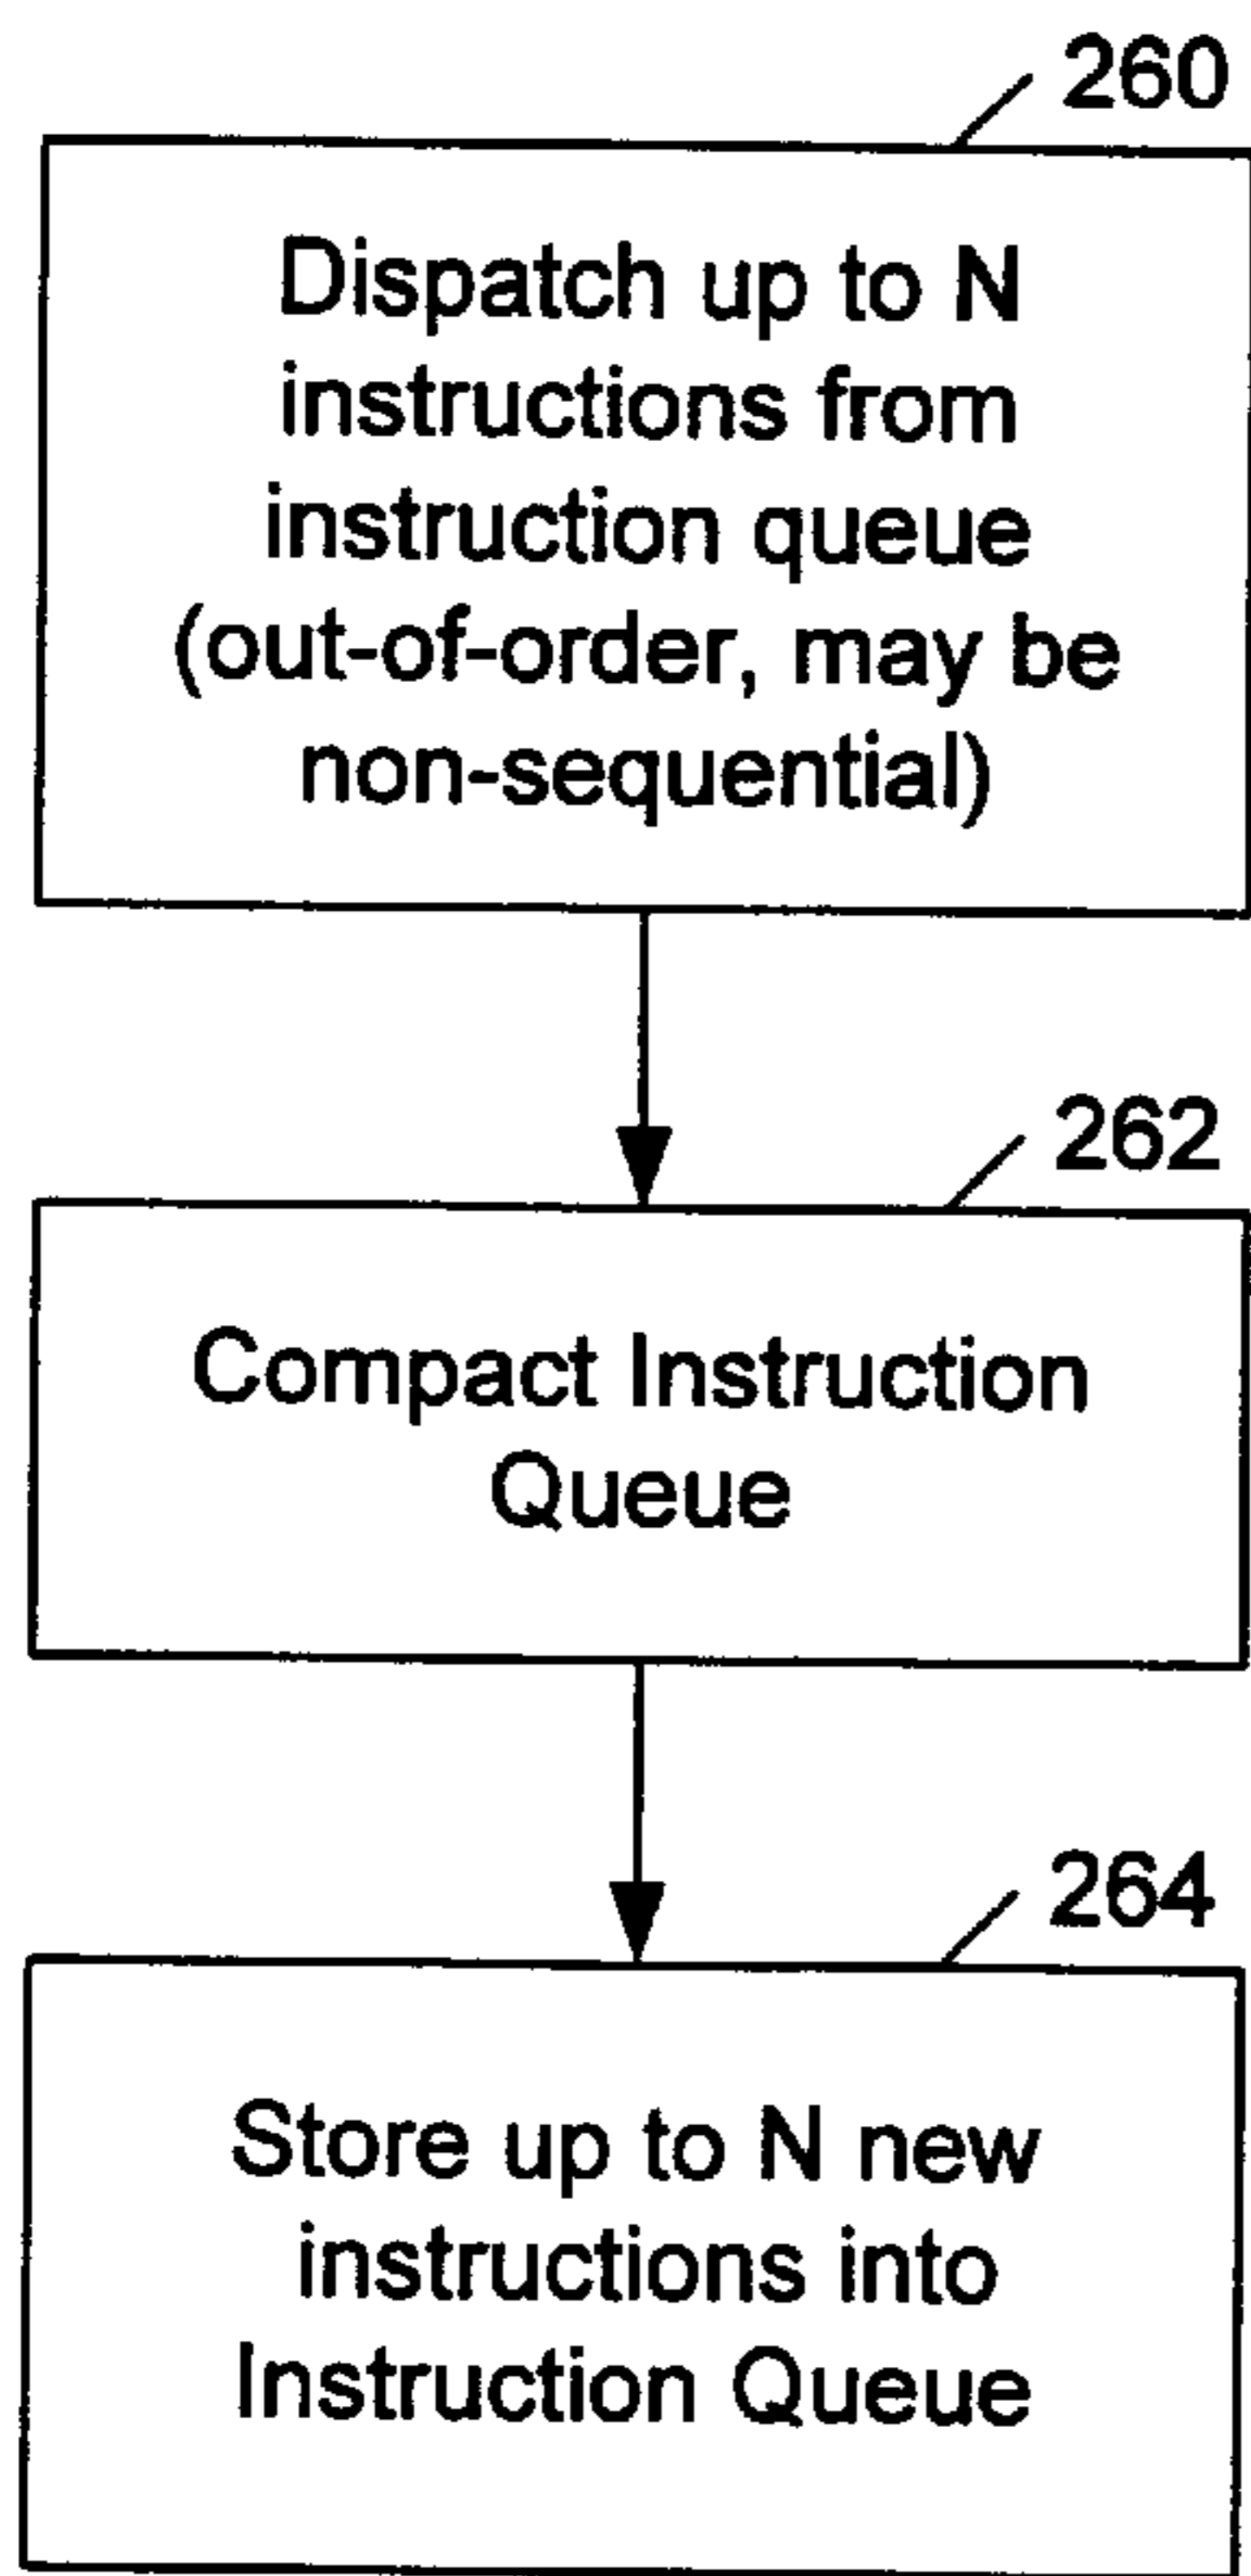 260
Dispatch up to N
instructions from
instruction queue
(out-of-order, may be
non-sequential)
262
Compact Instruction
Queue
264
Store up to N new
instructions into
Instruction Queue